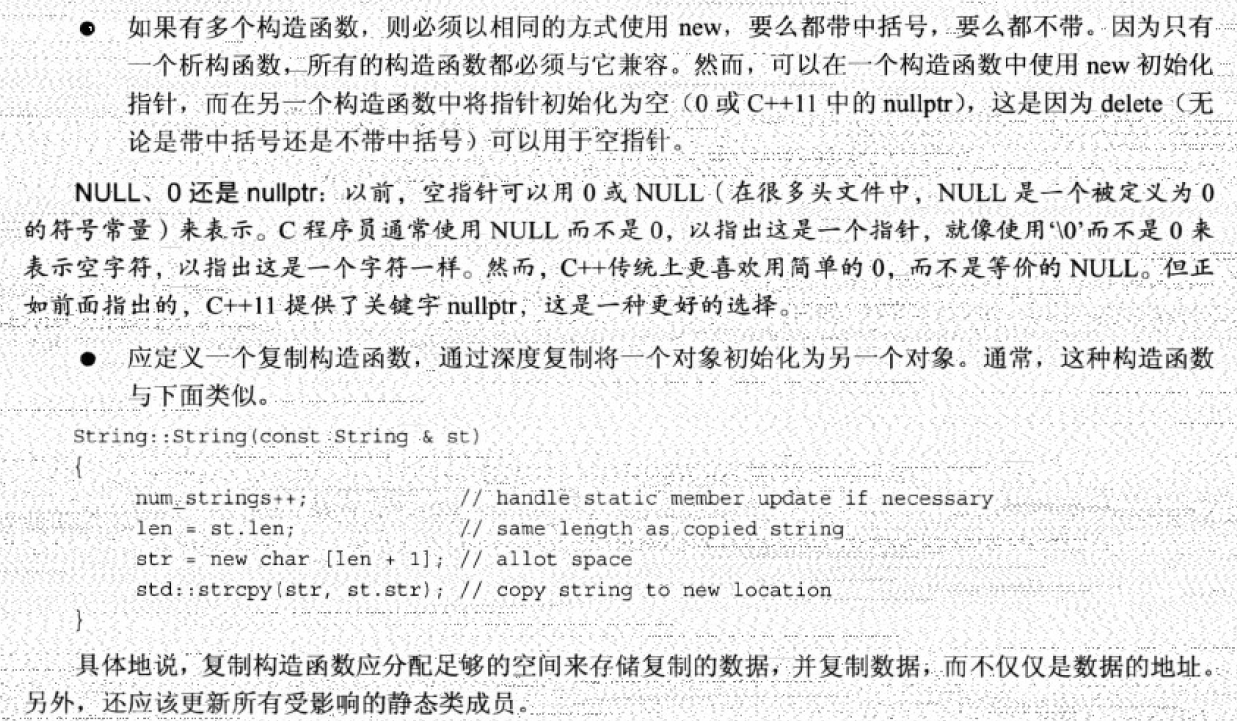 ● 如果有多个构造函数，则必须以相同的方式使用 new，要么都带中括号，要么都不带。因为只有
一个析构函数，所有的构造函数都必须与它兼容。然而，可以在一个构造函数中使用 new 初始化
指针，而在另一个构造函数中将指针初始化为空（0 或 C++11 中的 nullptr），这是因为 delete（无
论是带中括号还是不带中括号）可以用于空指针。
NULL、0 还是 nullptr：以前，空指针可以用 0 或 NULL（在很多头文件中，NULL 是一个被定义为 0
的符号常量）来表示。C 程序员通常使用 NULL 而不是 0，以指出这是一个指针，就像使用‘\0’而不是 0 来
表示空字符，以指出这是一个字符一样。然而，C++传统上更喜欢用简单的 0，而不是等价的 NULL。但正
如前面指出的，C++11 提供了关键字 nullptr，这是一种更好的选择。
● 应定义一个复制构造函数，通过深度复制将一个对象初始化为另一个对象。通常，这种构造函数
与下面类似。
String::String(const String & st)
{
num_strings++; // handle static member update if necessary
len = st.len; // same length as copied string
str = new char [len + 1]; // allot space
std::strcpy(str, st.str); // copy string to new location
}
具体地说，复制构造函数应分配足够的空间来存储复制的数据，并复制数据，而不仅仅是数据的地址。
另外，还应该更新所有受影响的静态类成员。